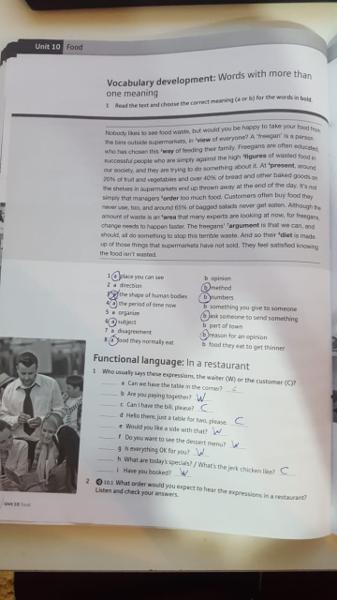 Unit 10 Food
Vocabulary development: Words with more than
one meaning
1 Read the text and choose the correct meaning (a or b) for the words in bold.
Nobody likes to see food waste, but would you be happy to take your food from
the bins outside supermarkets, in ¹view of everyone? A 'freegan' is a person
who has chosen this ²way of feeding their family. Freegans are often educated,
successful people who are simply against the high ³figures of wasted food in
our society, and they are trying to do something about it. At ⁴present, around
20% of fruit and vegetables and over 40% of bread and other baked goods on
the shelves in supermarkets end up thrown away at the end of the day. It's not
simply that managers ⁵order too much food. Customers often buy food they
never use, too, and around 65% of bagged salads never get eaten. Although the
amount of waste is an ⁶area that many experts are looking at now, for freegans,
change needs to happen faster. The freegans' ⁷argument is that we can, and
should, all do something to stop this terrible waste. And so their ⁸diet is made
up of those things that supermarkets have not sold. They feel satisfied knowing
the food isn't wasted.
1 a place you can see b opinion
2 a direction b method
3 a the shape of human bodies b numbers
4 a the period of time now b something you give to someone
5 a organize b ask someone to send something
6 a subject b part of town
7 a disagreement b reason for an opinion
8 a food they normally eat b food they eat to get thinner
Functional language: In a restaurant
1 Who usually says these expressions, the waiter (W) or the customer (C)?
a Can we have the table in the corner? C
b Are you paying together? W
c Can I have the bill, please? C
d Hello there, just a table for two, please. C
e Would you like a side with that? W
f Do you want to see the dessert menu? W
g Is everything OK for you? W
h What are today's specials? / What's the jerk chicken like? C
i Have you booked? W
2 10.1 What order would you expect to hear the expressions in a restaurant?
Listen and check your answers.
Unit 10 Food